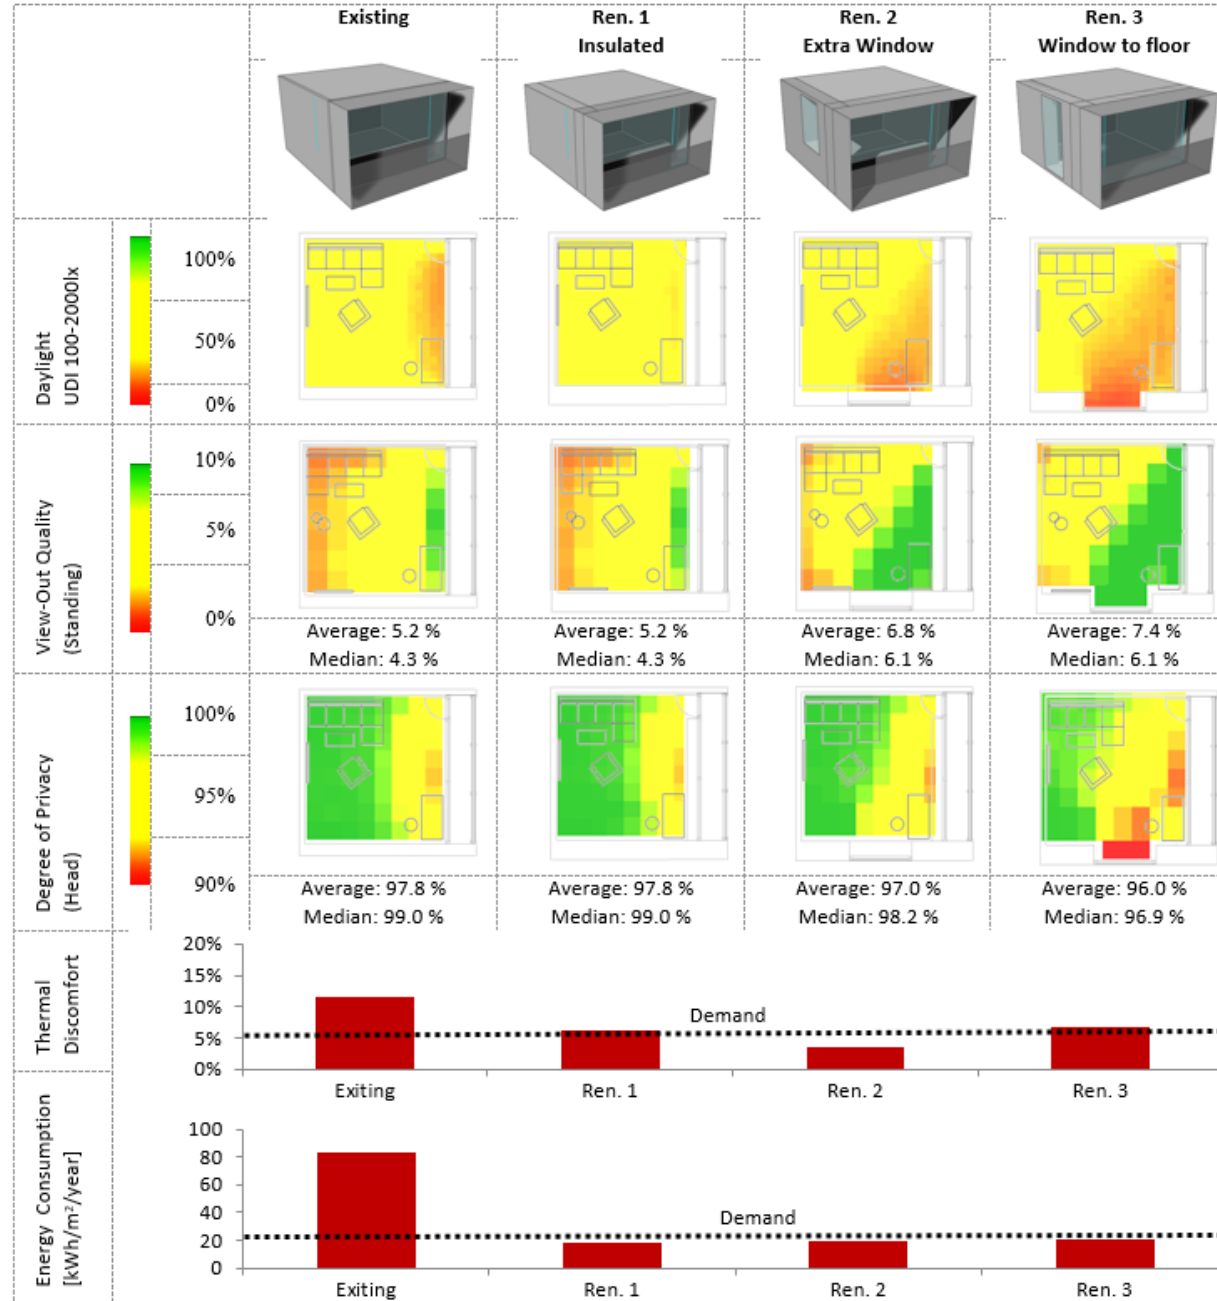 Existing
Ren. 1
Insulated
Ren. 2
Extra Window
Ren. 3
Window to floor
Daylight
UDI 100-2000lx
100%
50%
0%
View-Out Quality
(Standing)
10%
5%
0%
Average: 5.2 %
Median: 4.3 %
Average: 5.2 %
Median: 4.3 %
Average: 6.8 %
Median: 6.1 %
Average: 7.4 %
Median: 6.1 %
Degree of Privacy
(Head)
100%
95%
90%
Average: 97.8 %
Median: 99.0 %
Average: 97.8 %
Median: 99.0 %
Average: 97.0 %
Median: 98.2 %
Average: 96.0 %
Median: 96.9 %
Thermal
Discomfort
20%
15%
10%
5%
0%
Demand
Exiting
Ren. 1
Ren. 2
Ren. 3
Energy Consumption
[kWh/m²/year]
100
80
60
40
20
0
Demand
Exiting
Ren. 1
Ren. 2
Ren. 3